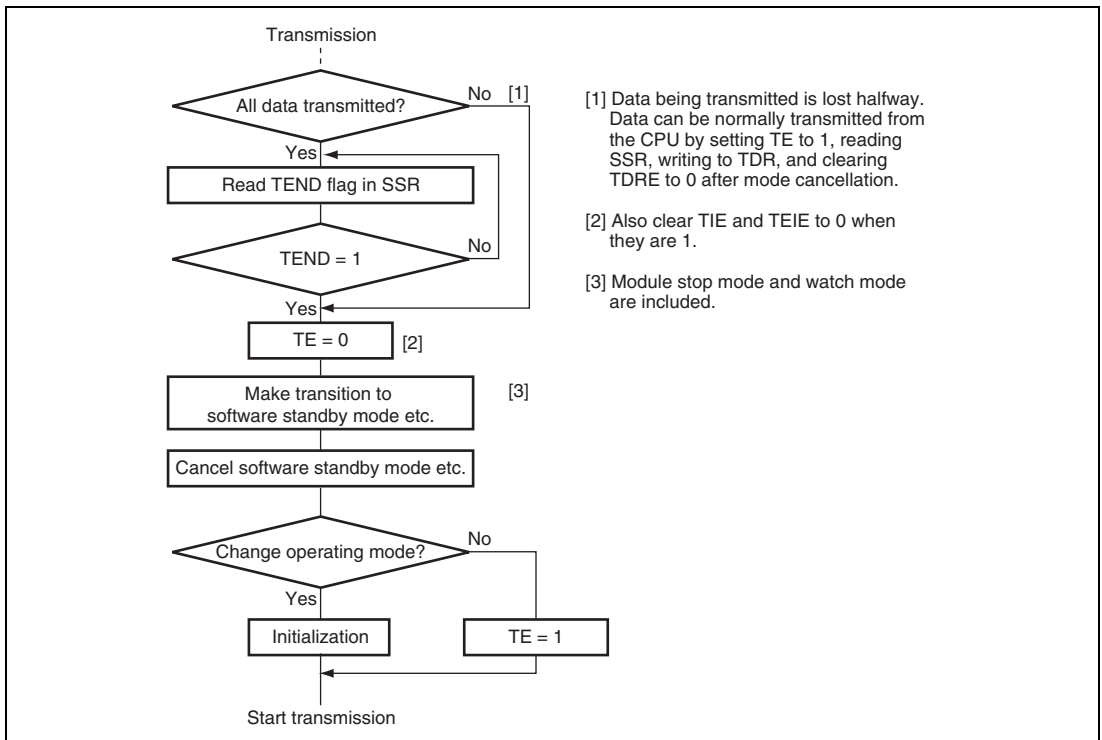 Transmission
All data transmitted?
No [1]
Yes
Read TEND flag in SSR
TEND = 1
No
Yes
TE = 0
[2]
Make transition to
software standby mode etc.
[3]
Cancel software standby mode etc.
Change operating mode?
No
Yes
Initialization
TE = 1
Start transmission
[1] Data being transmitted is lost halfway.
Data can be normally transmitted from
the CPU by setting TE to 1, reading
SSR, writing to TDR, and clearing
TDRE to 0 after mode cancellation.
[2] Also clear TIE and TEIE to 0 when
they are 1.
[3] Module stop mode and watch mode
are included.